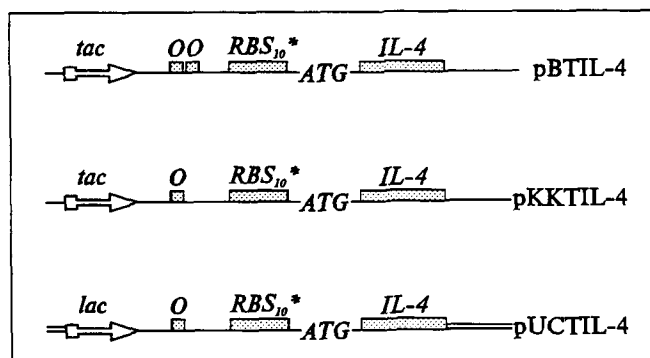 tac OO RBS10* IL-4
ATG pBTIL-4
tac O RBS10* IL-4
ATG pKKTIL-4
lac O RBS10* IL-4
ATG pUCTIL-4